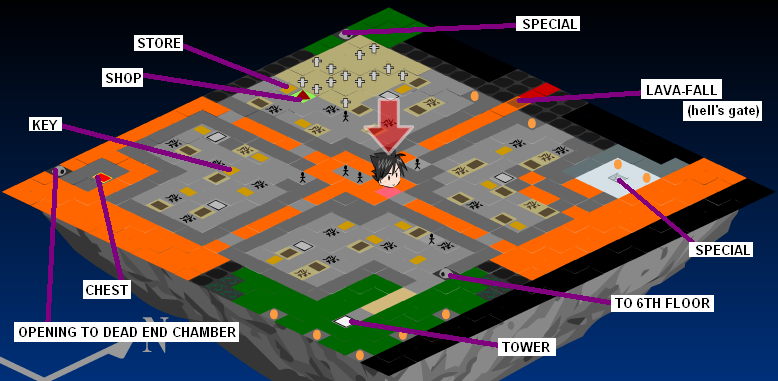 SPECIAL
STORE
SHOP
LAVA-FALL
(hell's gate)
KEY
SPECIAL
CHEST
TO 6TH FLOOR
OPENING TO DEAD END CHAMBER
N
TOWER